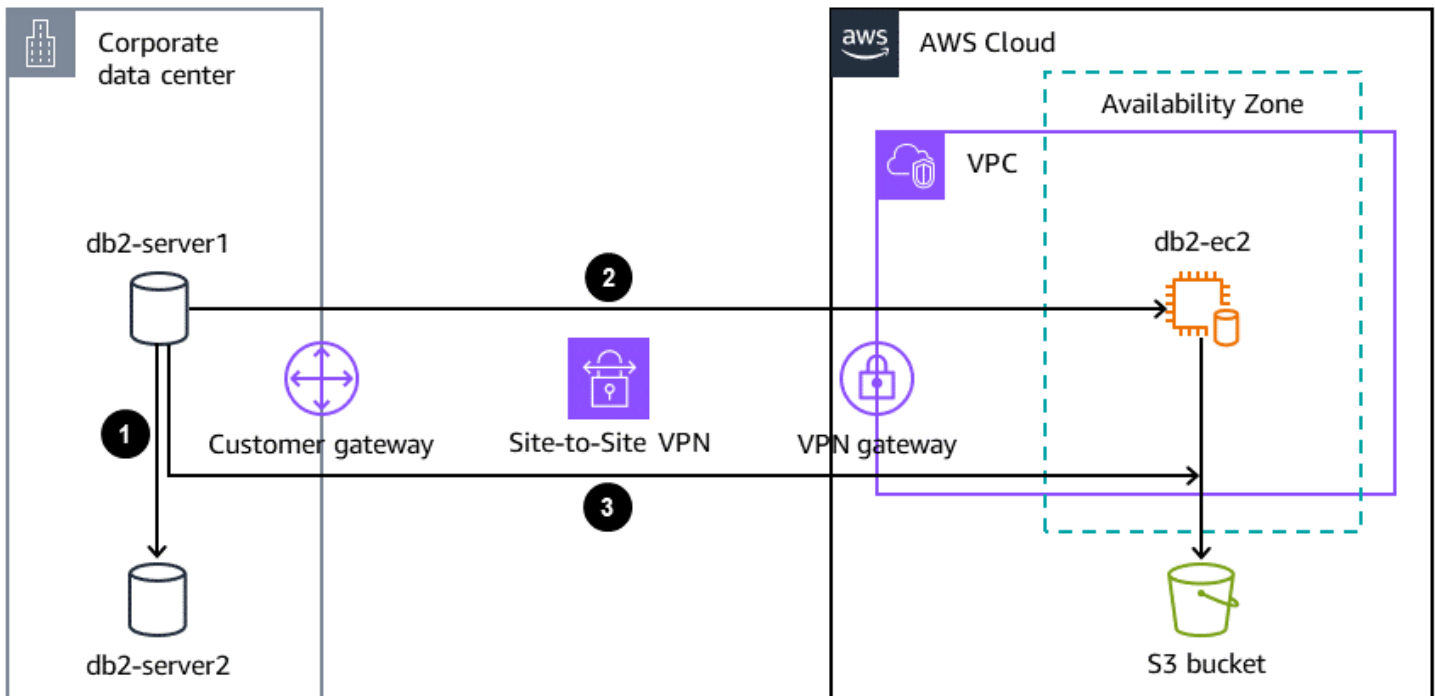 Corporate
data center
aws
AWS Cloud
Availability Zone
VPC
db2-server1
db2-ec2
2
1
Customer gateway
Site-to-Site VPN
VPN gateway
3
db2-server2
S3 bucket